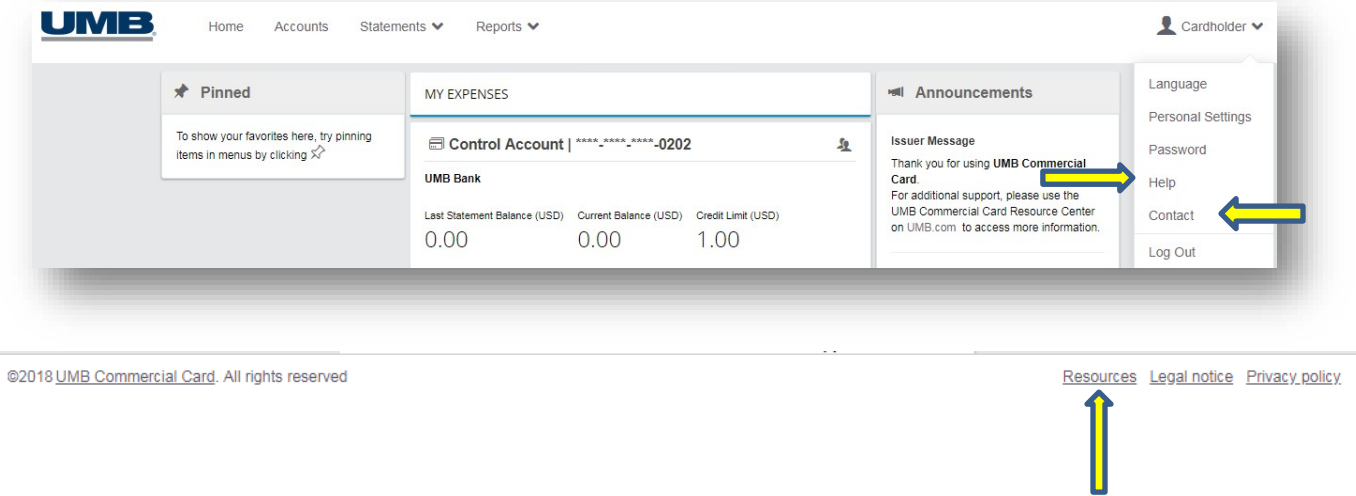 UMB
Home Accounts Statements Reports Cardholder
Pinned
To show your favorites here, try pinning
items in menus by clicking
MY EXPENSES
Control Account | ****-****-****-0202
UMB Bank
Last Statement Balance (USD) Current Balance (USD) Credit Limit (USD)
0.00 0.00 1.00
Announcements
Issuer Message
Thank you for using UMB Commercial
Card.
For additional support, please use the
UMB Commercial Card Resource Center
on UMB.com to access more information.
Language
Personal Settings
Password
Help
Contact
Log Out
©2018 UMB Commercial Card. All rights reserved
Resources Legal notice Privacy policy